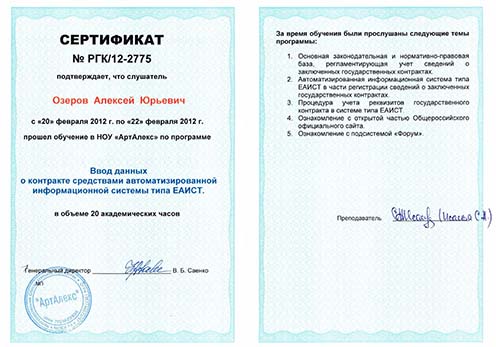 СЕРТИФИКАТ
№ РГК/12-2775
подтверждает, что слушатель
Озеров Алексей Юрьевич
с «20» февраля 2012 г. по «22» февраля 2012 г.
прошел обучение в НОУ «АртАлекс» по программе
Ввод данных
о контракте средствами автоматизированной
информационной системы типа ЕАИСТ.
в объеме 20 академических часов
Генеральный директор В. Б. Саенко
МП
"АртАлекс"
За время обучения были прослушаны следующие темы
программы:
1. Основная законодательная и нормативно-правовая
база, регламентирующая учет сведений о
заключенных государственных контрактах.
2. Автоматизированная информационная система типа
ЕАИСТ в части регистрации сведений о заключенных
государственных контрактах.
3. Процедура учета реквизитов государственного
контракта в системе типа ЕАИСТ.
4. Ознакомление с открытой частью Общероссийского
официального сайта.
5. Ознакомление с подсистемой «Форум».
Преподаватель